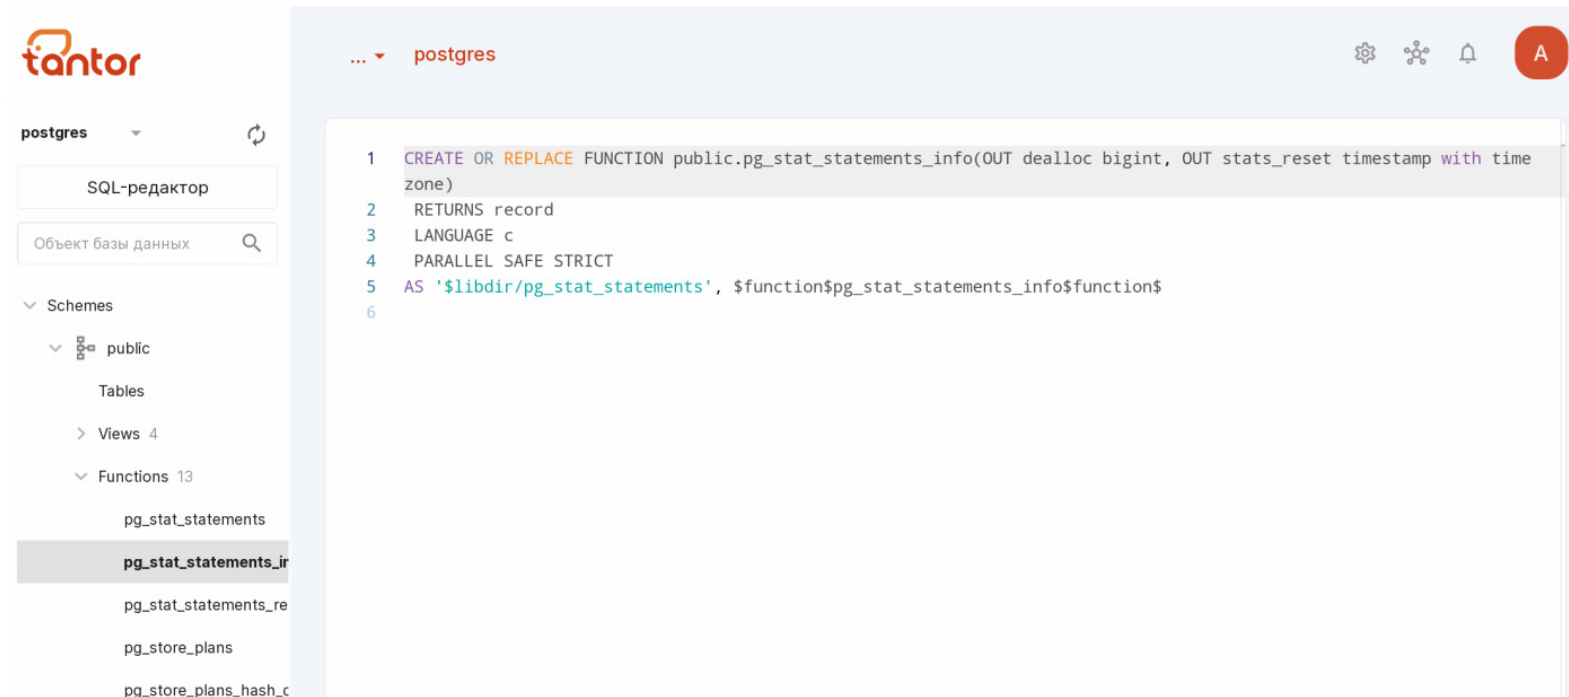 tantor
... postgres
A
postgres
SQL-редактор
Объект базы данных
Schemes
public
Tables
Views 4
Functions 13
pg_stat_statements
pg_stat_statements_ir
pg_stat_statements_re
pg_store_plans
pg_store_plans_hash_c
1 CREATE OR REPLACE FUNCTION public.pg_stat_statements_info(OUT dealloc bigint, OUT stats_reset timestamp with time
zone)
2 RETURNS record
3 LANGUAGE c
4 PARALLEL SAFE STRICT
5 AS '$libdir/pg_stat_statements', $function$pg_stat_statements_info$function$
6